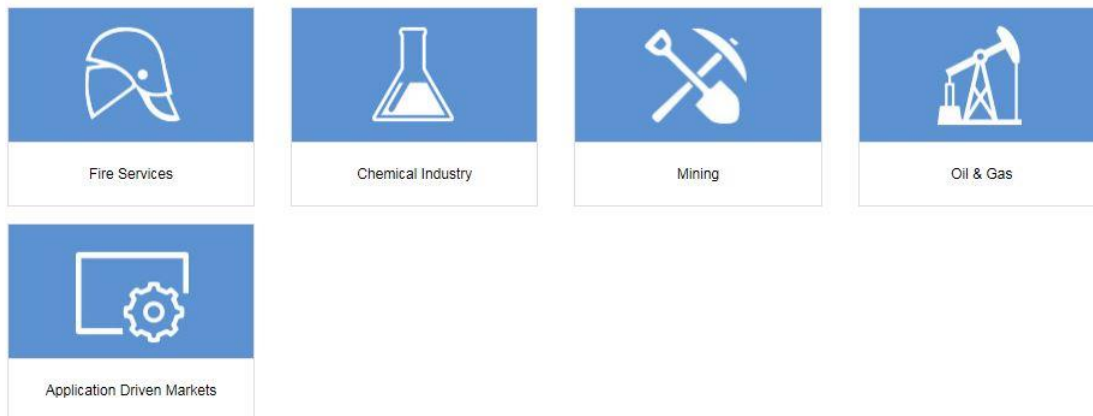 Fire Services
Chemical Industry
Mining
Oil & Gas
Application Driven Markets